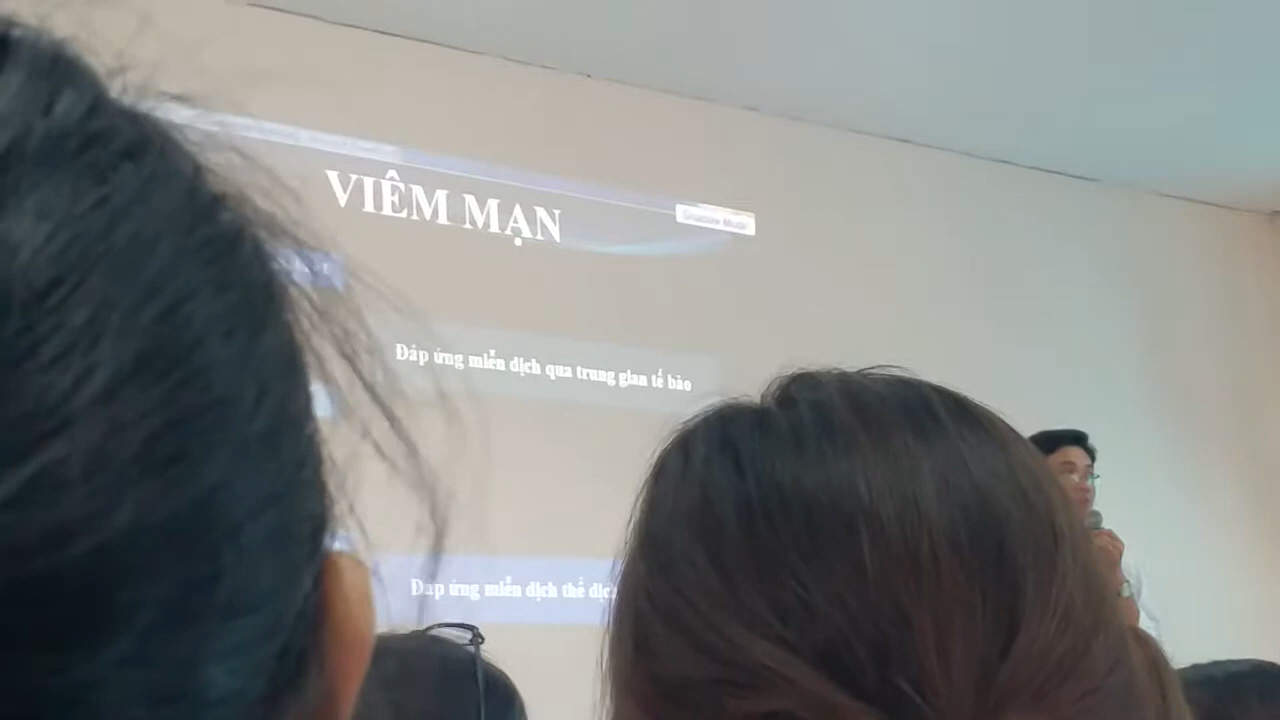 VIÊM MẠN
Đáp ứng miễn dịch qua trung gian tế bào
Đáp ứng miễn dịch thể dịch